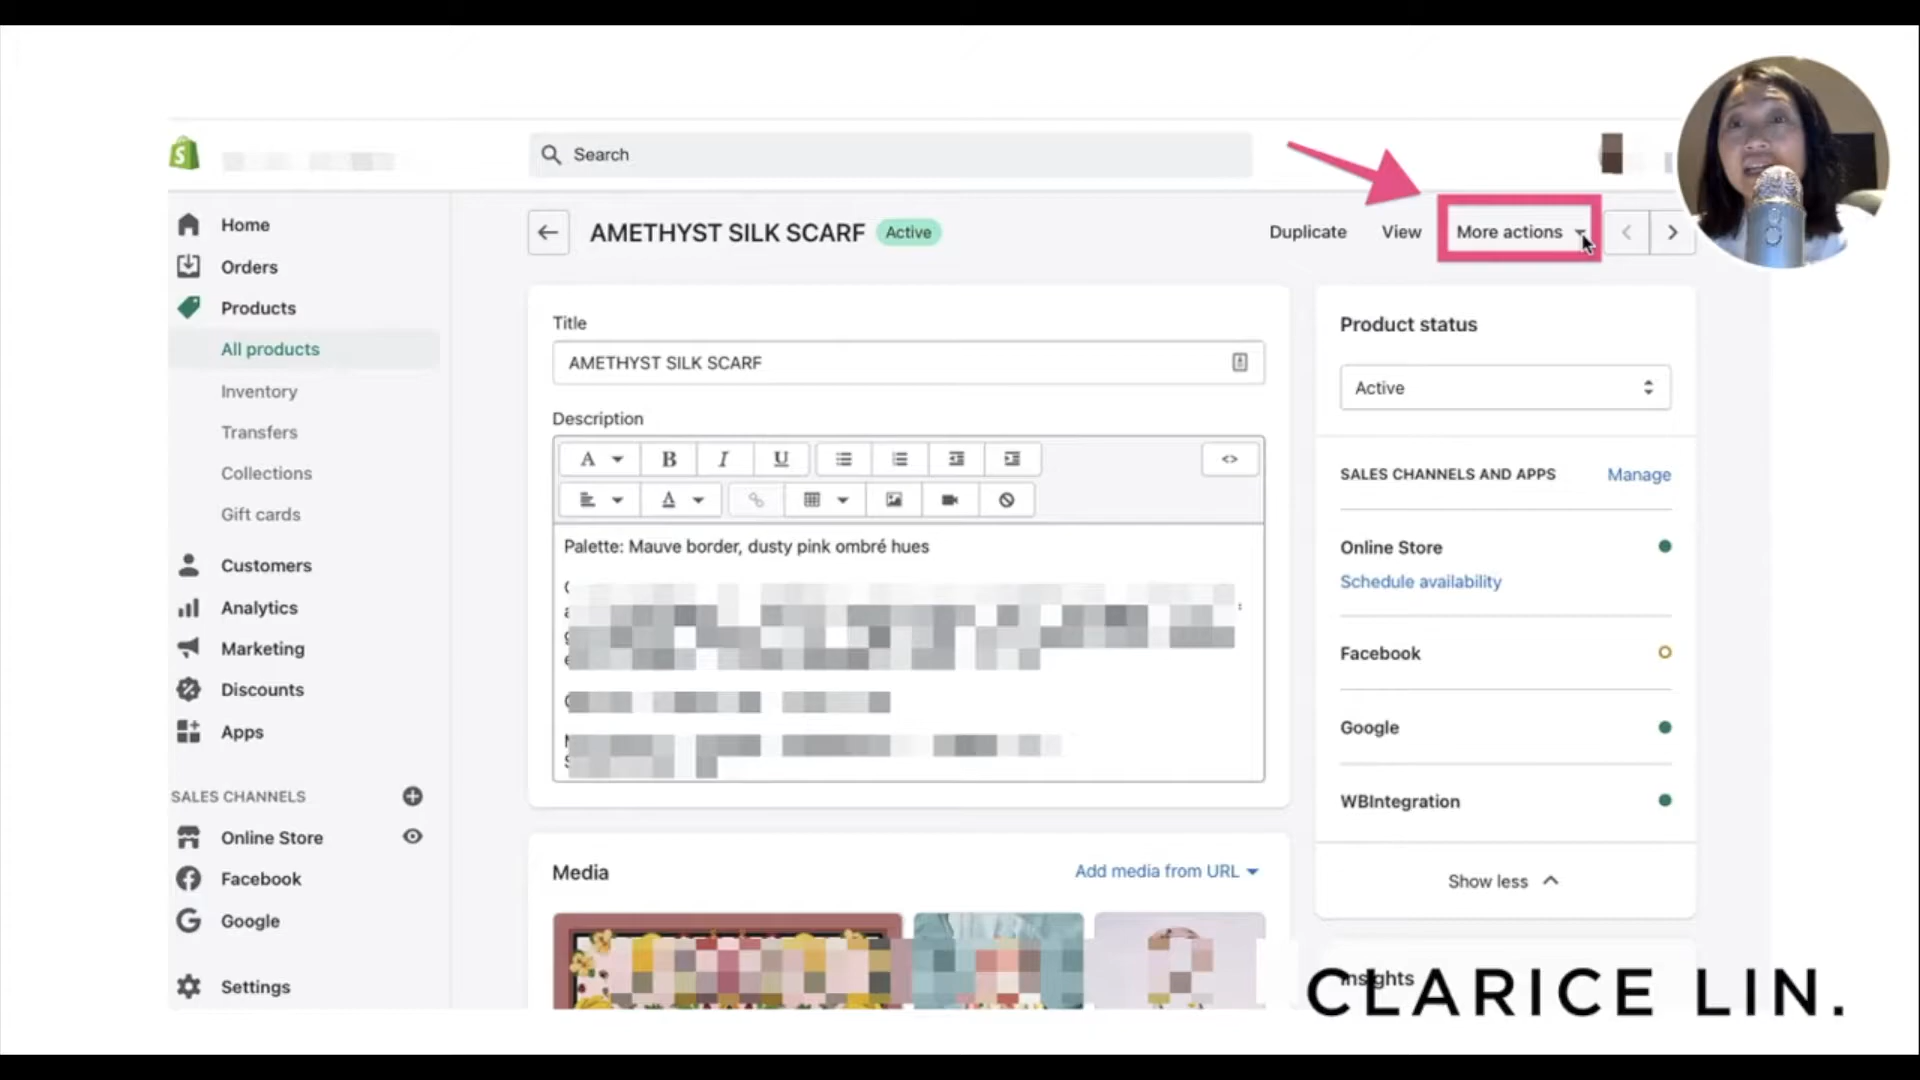 Search
Home
Orders
Products
All products
Inventory
Transfers
Collections
Gift cards
Customers
Analytics
Marketing
Discounts
Apps
SALES CHANNELS
Online Store
Facebook
Google
Settings
AMETHYST SILK SCARF Active
Duplicate View More actions
Title
AMETHYST SILK SCARF
Description
A B I U
A
Palette: Mauve border, dusty pink ombré hues
Media
Add media from URL
Product status
Active
SALES CHANNELS AND APPS Manage
Online Store
Schedule availability
Facebook
Google
WBIntegration
Show less
Insights
CLARICE LIN.